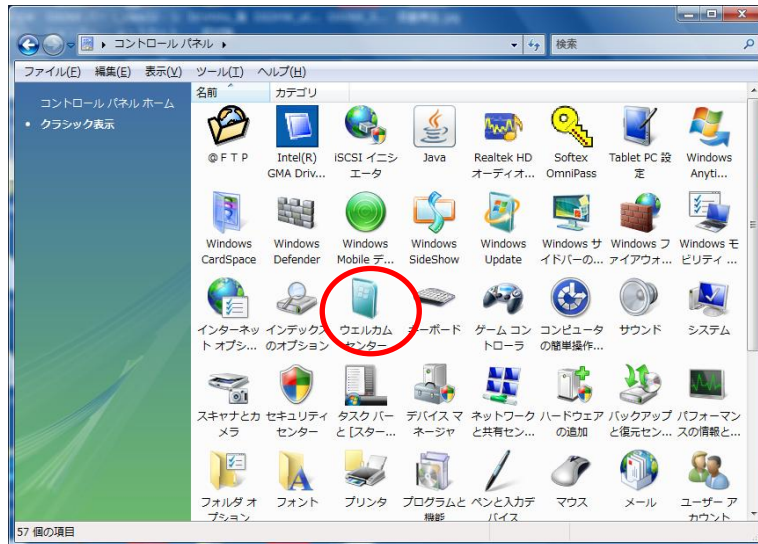 コントロール パネル
検索
ファイル(F) 編集(E) 表示(V) ツール(T) ヘルプ(H)
コントロール パネル ホーム
クラシック表示
名前 カテゴリ
@ＦＴＰ
Intel(R)
GMA Driv...
iSCSI イニシ
エータ
Java
Realtek HD
オーディオ...
Softex
OmniPass
Tablet PC 設
定
Windows
Anyti...
Windows
CardSpace
Windows
Defender
Windows
Mobile デ...
Windows
SideShow
Windows
Update
Windows サ
イドバーの...
Windows フ
ァイアウォ...
Windows モ
ビリティ ...
インターネッ
ト オプシ...
インデックス
のオプション
ウェルカム
センター
キーボード
ゲーム コン
トローラ
コンピュータ
の簡単操作...
サウンド
システム
スキャナとカ
メラ
セキュリティ
センター
タスク バー
と [スター...
デバイス マ
ネージャ
ネットワーク
と共有セン...
ハードウェア
の追加
バックアップ
と復元セン...
パフォーマン
スの情報と...
フォルダ オ
プション
フォント
プリンタ
プログラムと
機能
ペンと入力デ
バイス
マウス
メール
ユーザー ア
カウント
57 個の項目